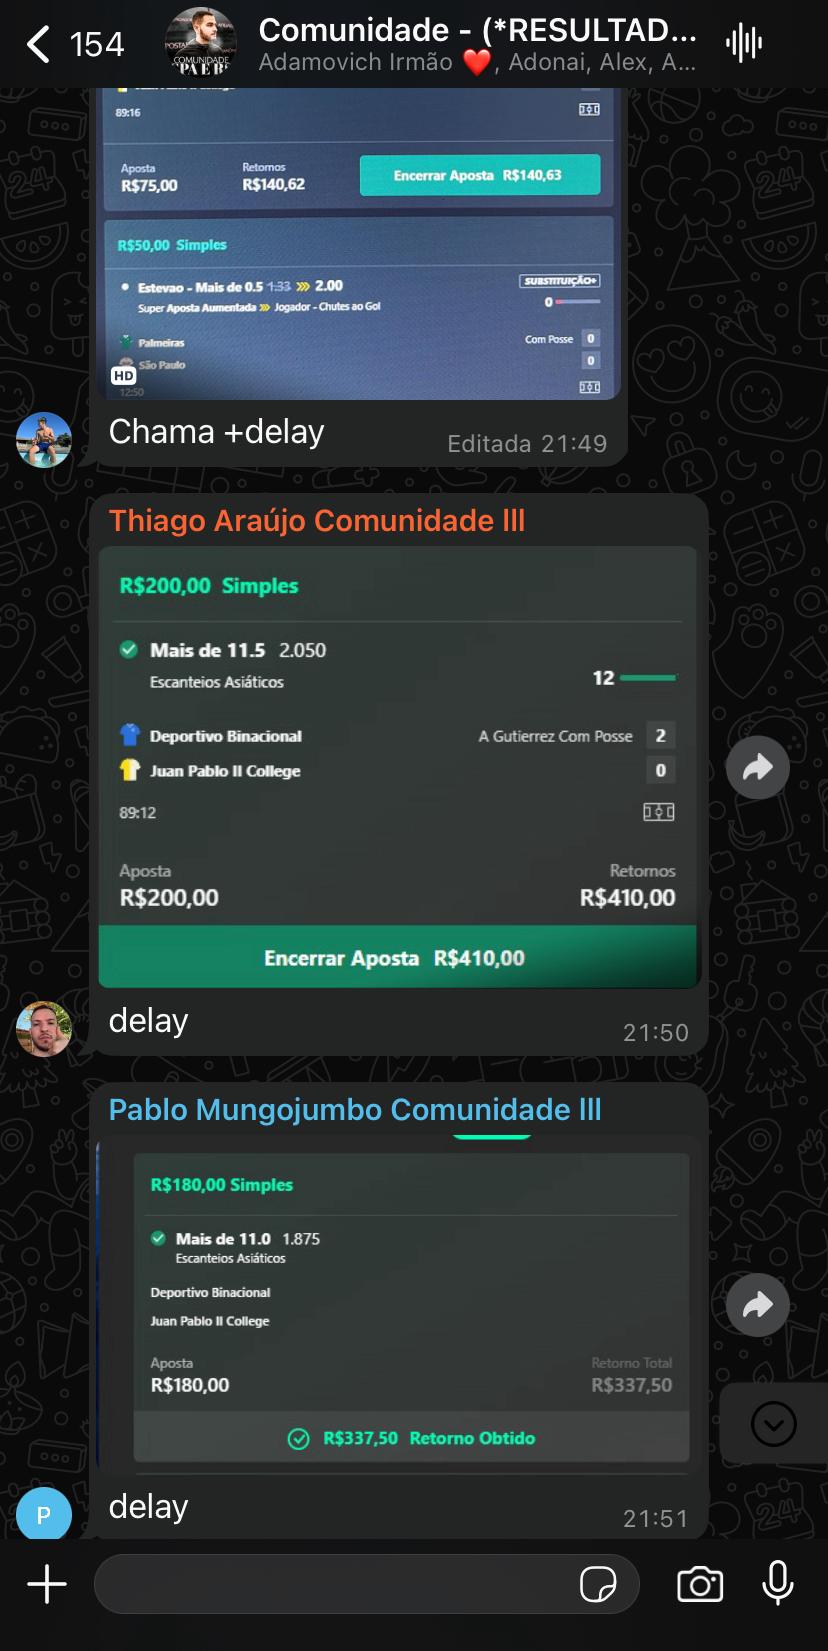 154
Comunidade - (*RESULTAD...
Adamovich Irmão ❤️, Adonai, Alex, A...
COMUNIDADE
89:16
Aposta Retornos
R$75,00 R$140,62
Encerrar Aposta R$140,63
R$50,00 Simples
Estevao - Mais de 0.5 1.33 2.00
SUBSTITUIÇÃO+
Super Aposta Aumentada Jogador - Chutes ao Gol
0
Palmeiras Com Posse 0
São Paulo 0
HD
12:50
Chama +delay
Editada 21:49
Thiago Araújo Comunidade lll
R$200,00 Simples
Mais de 11.5 2.050
Escanteios Asiáticos
12
Deportivo Binacional A Gutierrez Com Posse 2
Juan Pablo II College 0
89:12
Aposta Retornos
R$200,00 R$410,00
Encerrar Aposta R$410,00
delay
21:50
Pablo Mungojumbo Comunidade lll
R$180,00 Simples
Mais de 11.0 1.875
Escanteios Asiáticos
Deportivo Binacional
Juan Pablo II College
Aposta Retorno Total
R$180,00 R$337,50
R$337,50 Retorno Obtido
delay
P
21:51